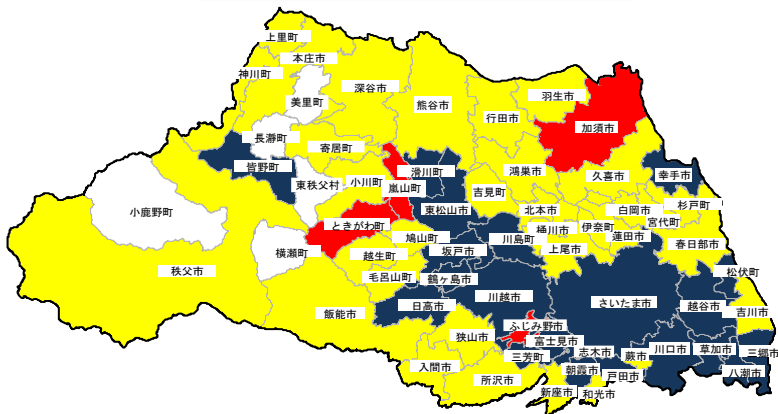 上里町
本庄市
神川町
美里町
深谷市
熊谷市
行田市
羽生市
加須市
長瀞町
寄居町
皆野町
東秩父村
小川町
嵐山町
滑川町
吉見町
鴻巣市
久喜市
幸手市
小鹿野町
ときがわ町
東松山市
北本市
桶川市
伊奈町
白岡市
宮代町
杉戸町
蓮田市
春日部市
横瀬町
秩父市
鳩山町
越生町
毛呂山町
坂戸市
川島町
上尾市
鶴ヶ島市
飯能市
日高市
川越市
さいたま市
松伏町
越谷市
吉川市
狭山市
ふじみ野市
富士見市
三芳町
志木市
入間市
所沢市
新座市
朝霞市
和光市
戸田市
蕨市
川口市
草加市
八潮市
三郷市